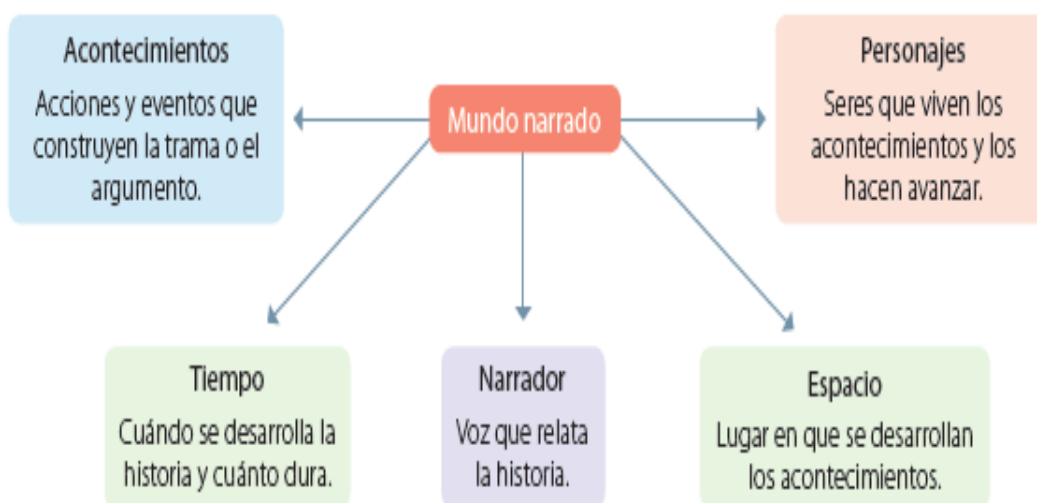 Mundo narrado
Acontecimientos
Acciones y eventos que
construyen la trama o el
argumento.
Personajes
Seres que viven los
acontecimientos y los
hacen avanzar.
Tiempo
Cuándo se desarrolla la
historia y cuánto dura.
Narrador
Voz que relata
la historia.
Espacio
Lugar en que se desarrollan
los acontecimientos.